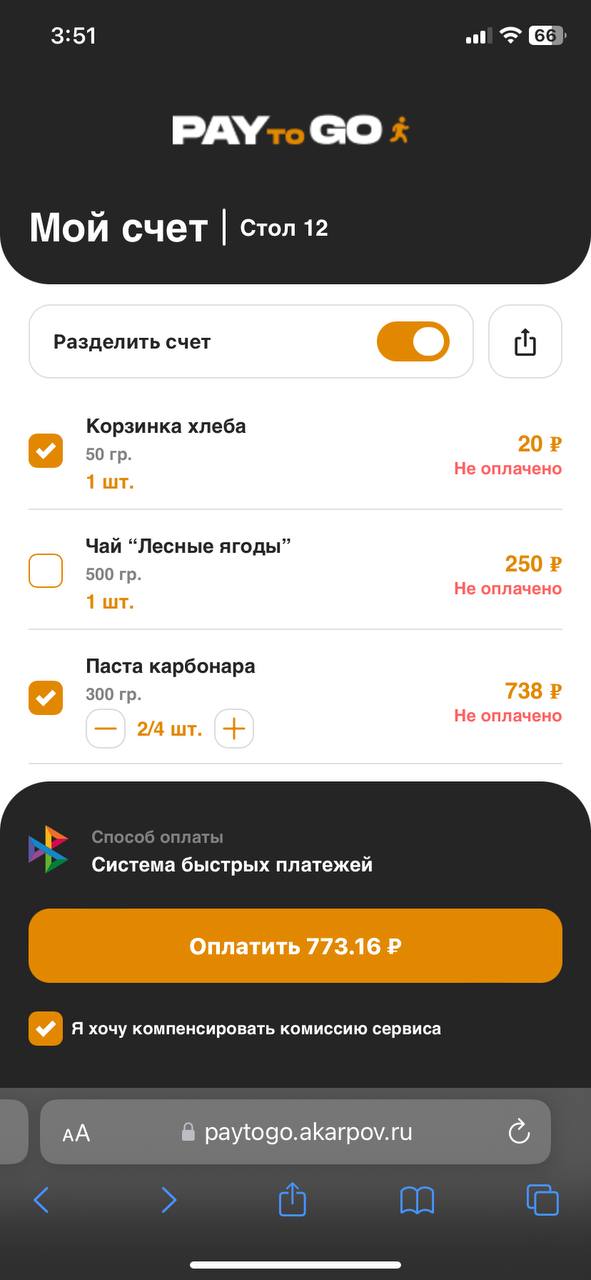 3:51
66
PAY TO GO
Мой счет | Стол 12
Разделить счет
Корзинка хлеба
50 гр.
1 шт.
20 ₽
Не оплачено
Чай “Лесные ягоды”
500 гр.
1 шт.
250 ₽
Не оплачено
Паста карбонара
300 гр.
2/4 шт.
738 ₽
Не оплачено
Способ оплаты
Система быстрых платежей
Оплатить 773.16 ₽
Я хочу компенсировать комиссию сервиса
AA
paytogo.akarpov.ru